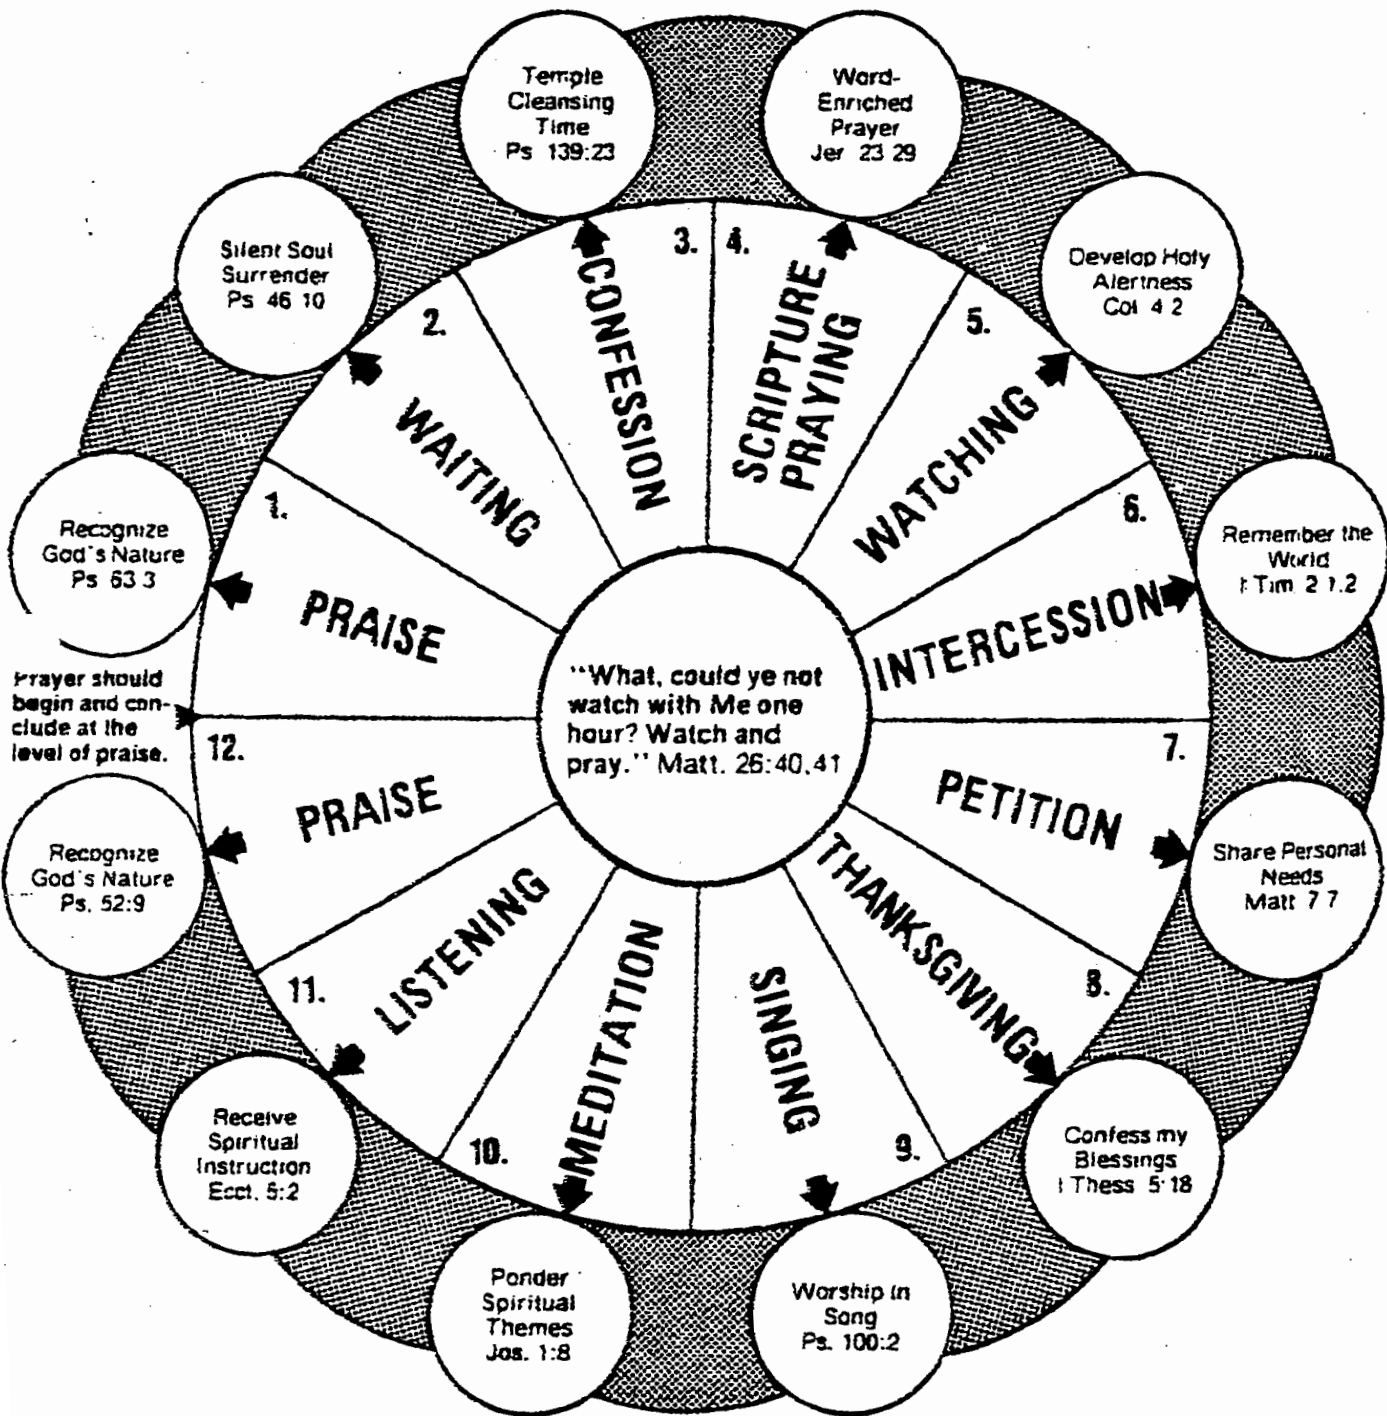 Temple
Cleansing
Time
Ps 139:23
Word-
Enriched
Prayer
Jer 23 29
Silent Soul
Surrender
Ps 46 10
Develop Holy
Alertness
Col 4 2
Recognize
God's Nature
Ps 63 3
Remember the
World
I Tim 2 1.2
Prayer should
begin and con-
clude at the
level of praise.
Recognize
God's Nature
Ps. 52:9
Share Personal
Needs
Matt 7 7
Receive
Spiritual
Instruction
Eccl. 5:2
Confess my
Blessings
I Thess 5:18
Ponder
Spiritual
Themes
Jos. 1:8
Worship In
Song
Ps. 100:2
1.
PRAISE
2.
WAITING
3.
CONFESSION
4.
SCRIPTURE
PRAYING
5.
WATCHING
6.
INTERCESSION
7.
PETITION
8.
THANKSGIVING
9.
SINGING
10.
MEDITATION
11.
LISTENING
12.
PRAISE
"What, could ye not
watch with Me one
hour? Watch and
pray." Matt. 26:40,41